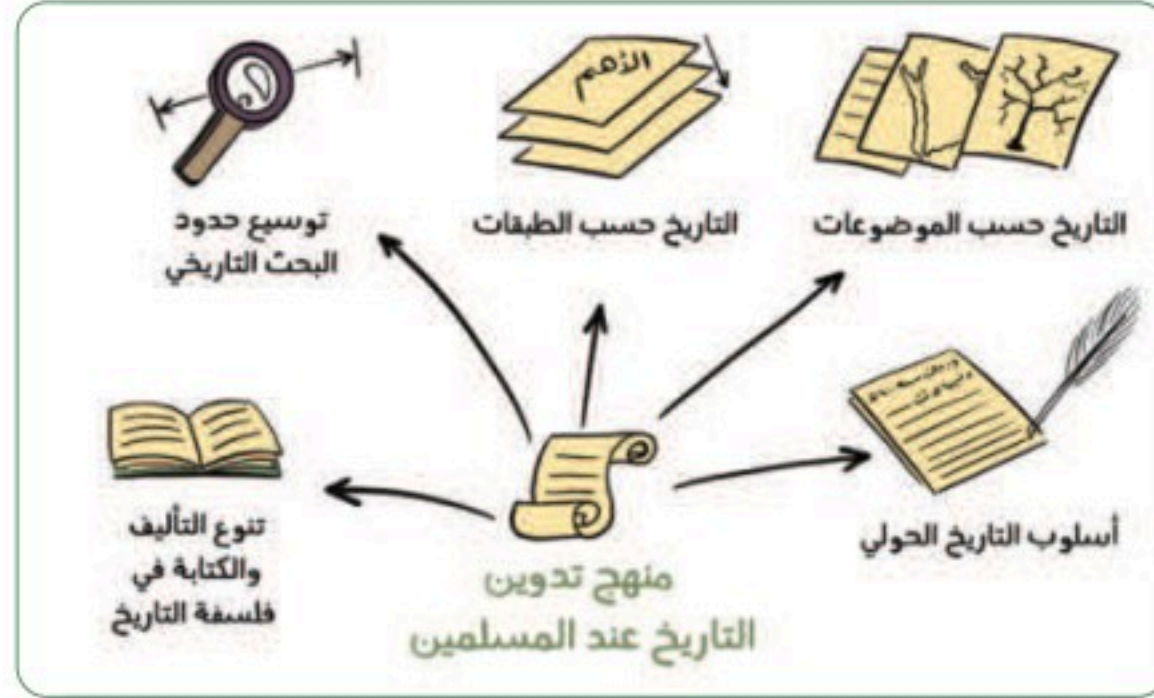 الأهم
التاريخ حسب الموضوعات
التاريخ حسب الطبقات
توسيع حدود
البحث التاريخي
أسلوب التاريخ الحولي
تنوع التأليف
والكتابة في
فلسفة التاريخ
منهج تدوين
التاريخ عند المسلمين